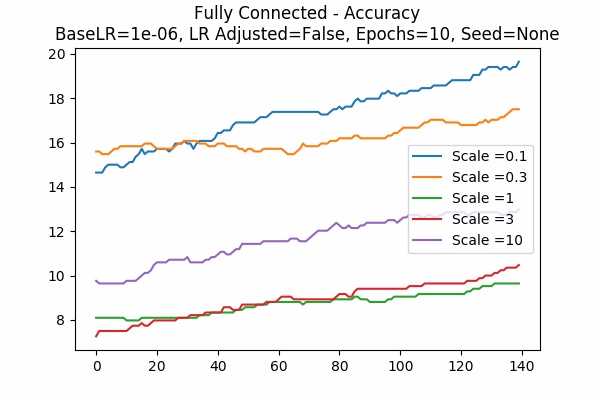 Fully Connected - Accuracy
BaseLR=1e-06, LR Adjusted=False, Epochs=10, Seed=None
20
18
16
14
12
10
8
Scale =0.1
Scale =0.3
Scale =1
Scale =3
Scale =10
0 20 40 60 80 100 120 140